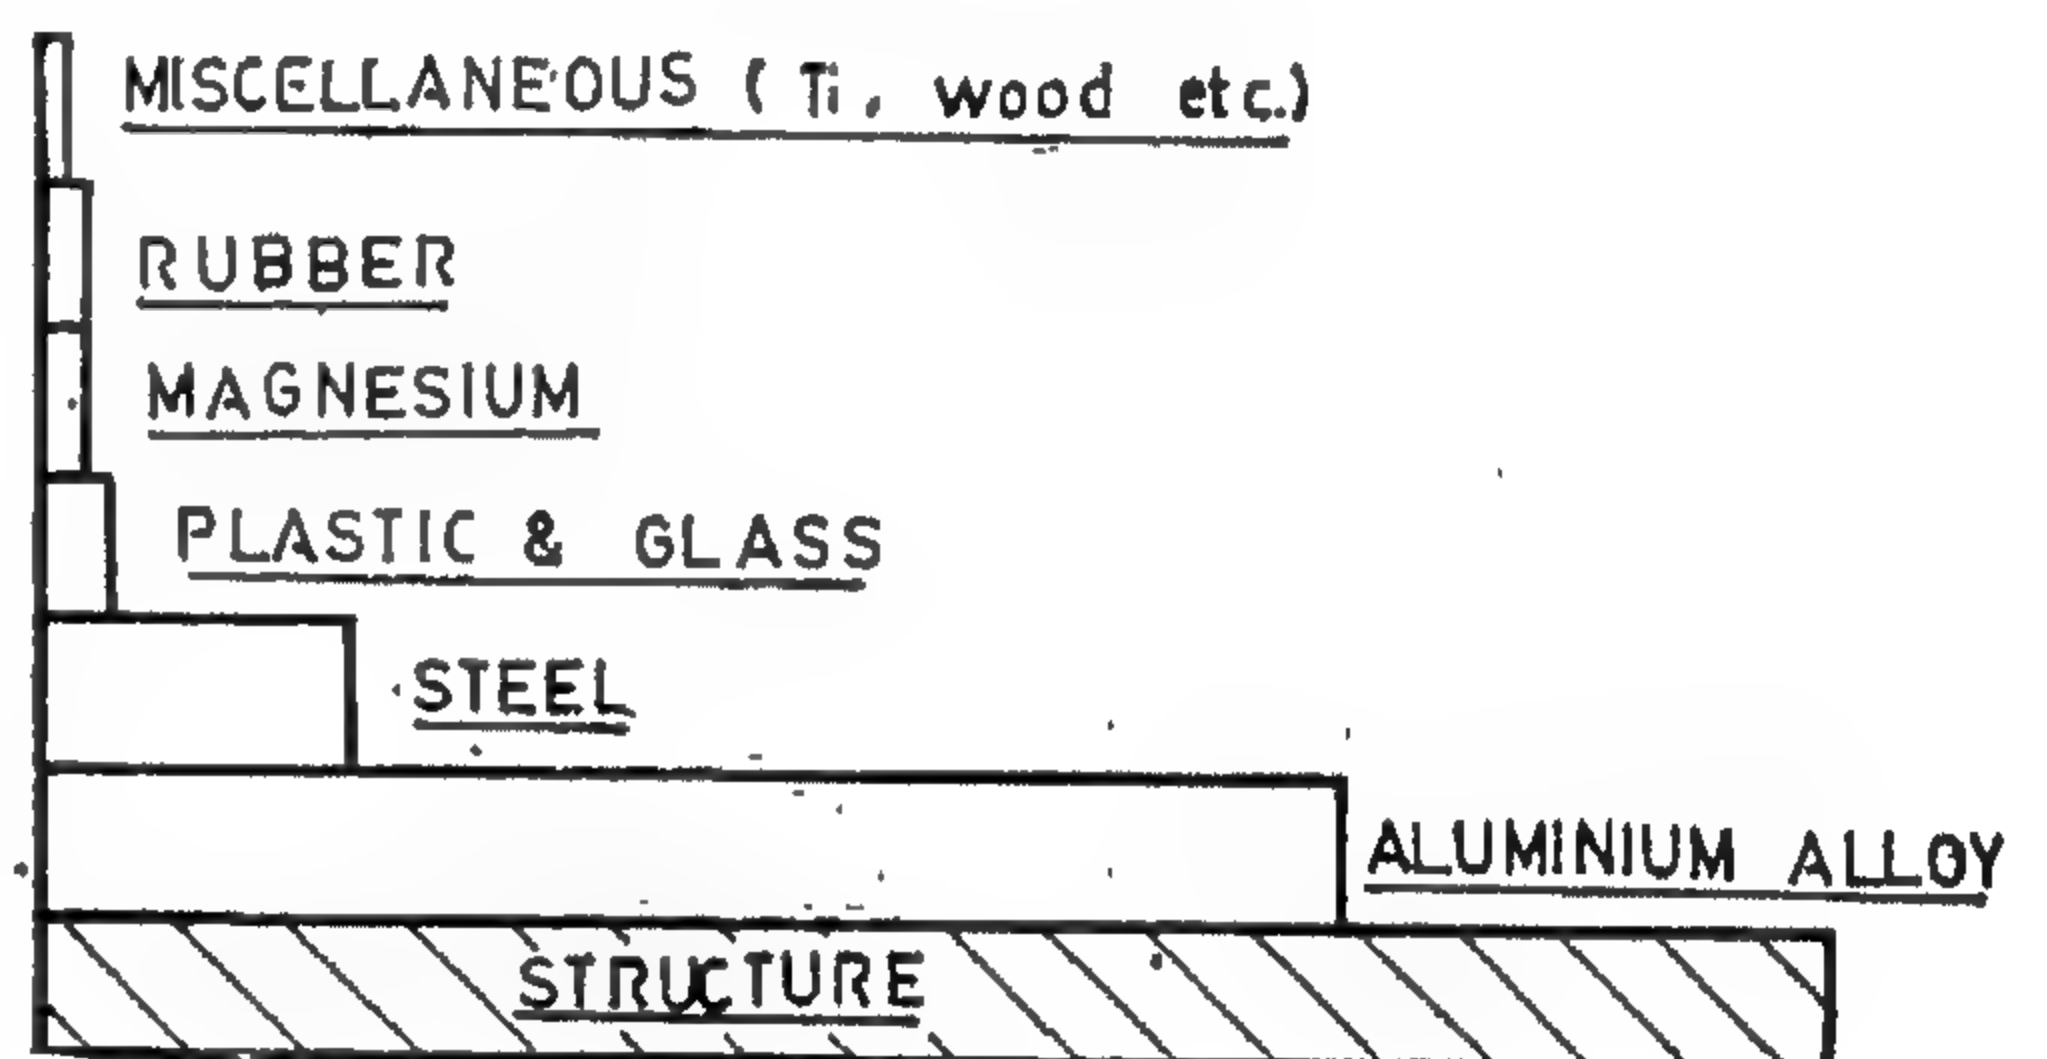 MISCELLANEOUS ( Ti, wood etc.)
RUBBER
MAGNESIUM
PLASTIC & GLASS
STEEL
ALUMINIUM ALLOY
STRUCTURE